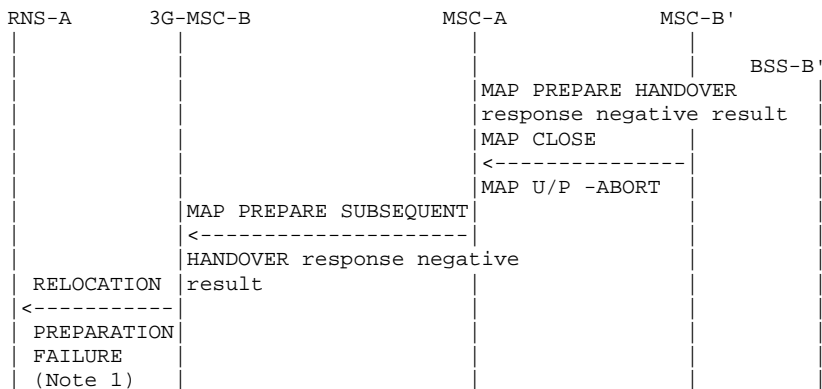 RNS-A 3G-MSC-B MSC-A MSC-B'
BSS-B'
MAP PREPARE HANDOVER
response negative result
MAP CLOSE
<---------------
MAP U/P -ABORT
MAP PREPARE SUBSEQUENT
<---------------------
HANDOVER response negative
RELOCATION result
<-----------
PREPARATION
FAILURE
(Note 1)